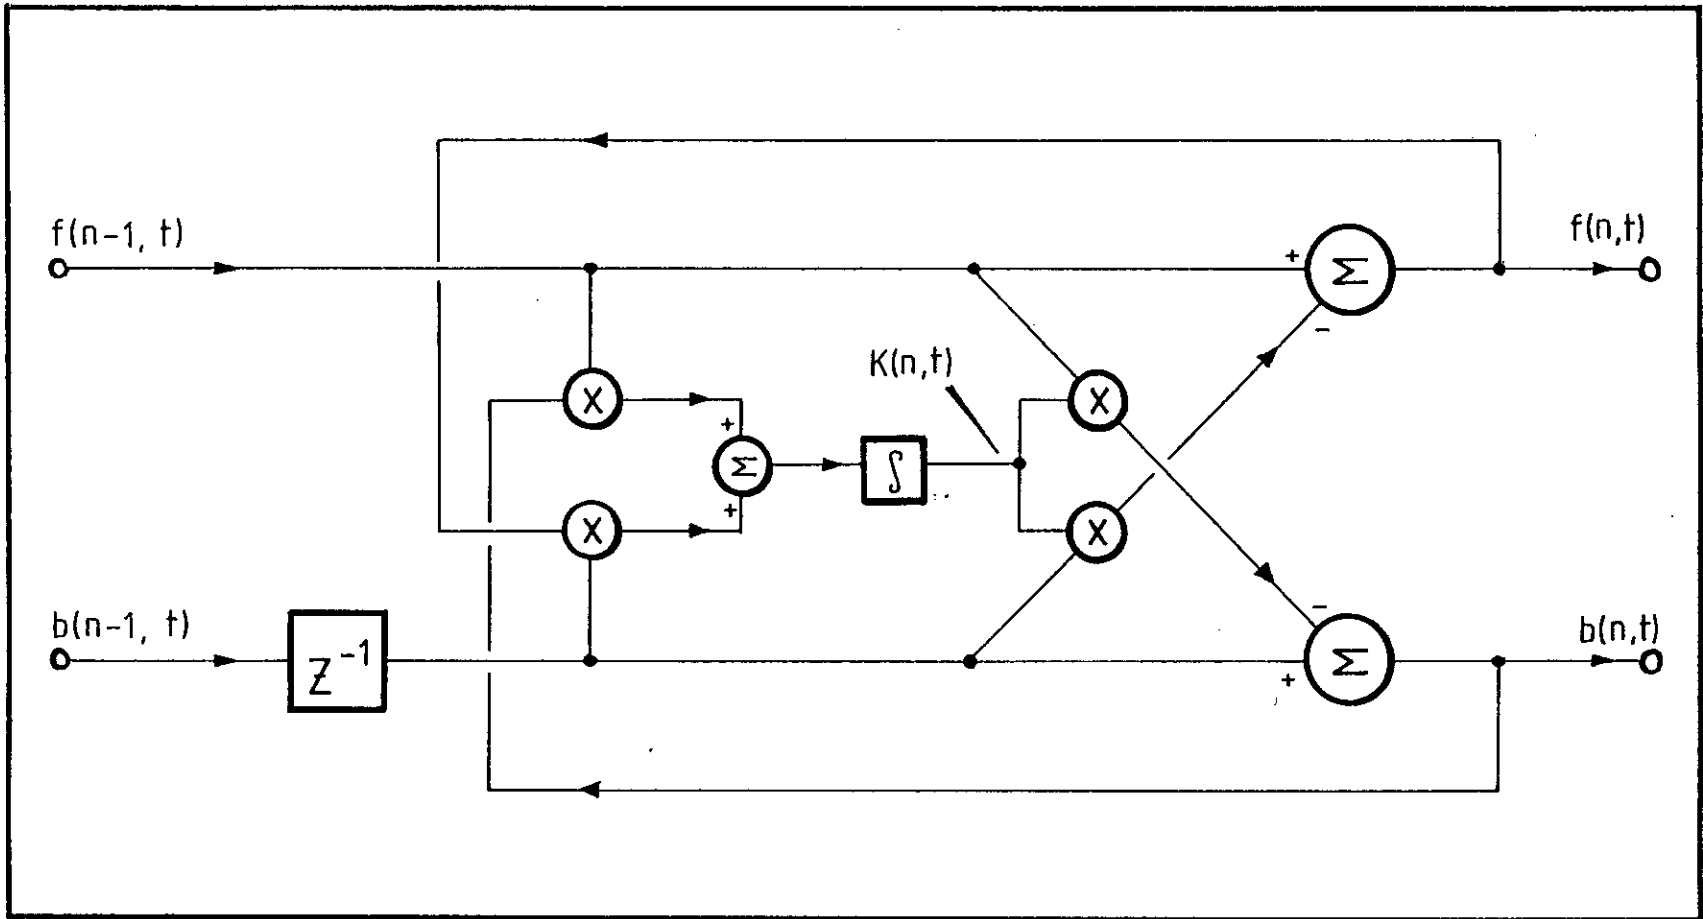 f(n-1, t)
+
Σ
f(n,t)
-
K(n,t)
X
+
X
Σ
∫
+
X
X
b(n-1, t)
Z⁻¹
-
+
Σ
b(n,t)